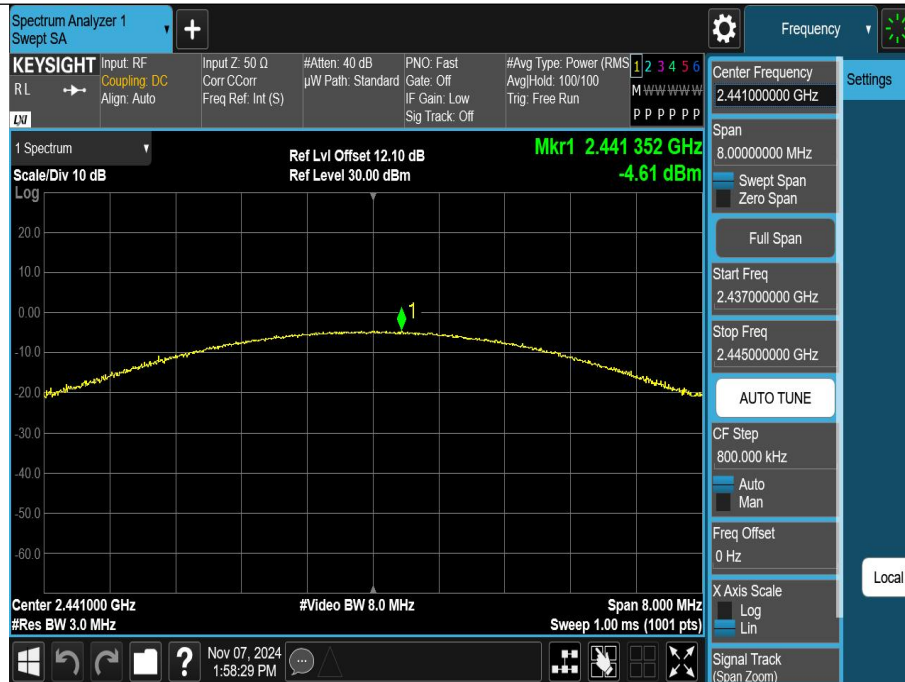 Spectrum Analyzer 1
Swept SA
+
Frequency
KEYSIGHT
RL
LXI
Input: RF
Coupling: DC
Align: Auto
Input Z: 50 Ω
Corr CCorr
Freq Ref: Int (S)
#Atten: 40 dB
µW Path: Standard
PNO: Fast
Gate: Off
IF Gain: Low
Sig Track: Off
#Avg Type: Power (RMS
Avg|Hold: 100/100
Trig: Free Run
1 2 3 4 5 6
M W W W W W
P P P P P P
Center Frequency
2.441000000 GHz
Settings
1 Spectrum
Scale/Div 10 dB
Log
Ref Lvl Offset 12.10 dB
Ref Level 30.00 dBm
Mkr1 2.441 352 GHz
-4.61 dBm
Span
8.00000000 MHz
Swept Span
Zero Span
Full Span
Start Freq
2.437000000 GHz
Stop Freq
2.445000000 GHz
AUTO TUNE
CF Step
800.000 kHz
Auto
Man
Freq Offset
0 Hz
X Axis Scale
Log
Lin
Signal Track
(Span Zoom)
Local
20.0
10.0
0.00
1
-10.0
-20.0
-30.0
-40.0
-50.0
-60.0
Center 2.441000 GHz
#Res BW 3.0 MHz
#Video BW 8.0 MHz
Span 8.000 MHz
Sweep 1.00 ms (1001 pts)
?
Nov 07, 2024
1:58:29 PM